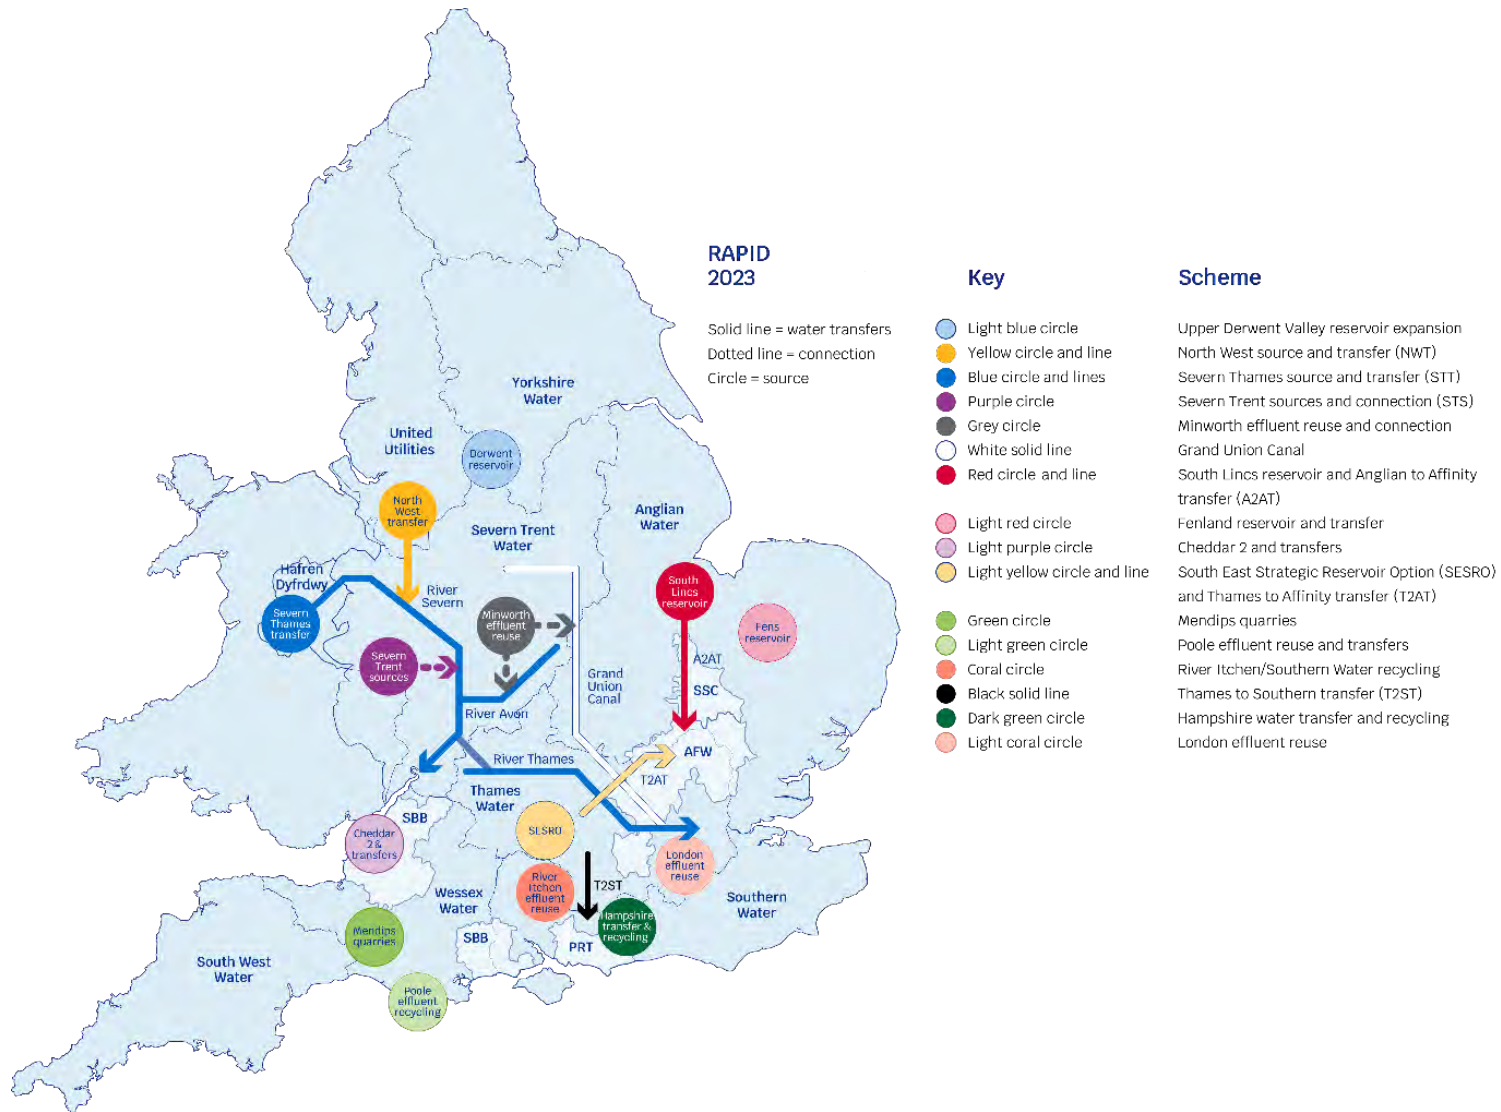 RAPID
2023
Solid line = water transfers
Dotted line = connection
Circle = source
Key
Scheme
Light blue circle
Upper Derwent Valley reservoir expansion
Yellow circle and line
North West source and transfer (NWT)
Blue circle and lines
Severn Thames source and transfer (STT)
Purple circle
Severn Trent sources and connection (STS)
Grey circle
Minworth effluent reuse and connection
White solid line
Grand Union Canal
Red circle and line
South Lincs reservoir and Anglian to Affinity
transfer (A2AT)
Light red circle
Fenland reservoir and transfer
Light purple circle
Cheddar 2 and transfers
Light yellow circle and line
South East Strategic Reservoir Option (SESRO)
and Thames to Affinity transfer (T2AT)
Green circle
Mendips quarries
Light green circle
Poole effluent reuse and transfers
Coral circle
River Itchen/Southern Water recycling
Black solid line
Thames to Southern transfer (T2ST)
Dark green circle
Hampshire water transfer and recycling
Light coral circle
London effluent reuse
Yorkshire
Water
United
Utilities
Derwent
reservoir
North
West
transfer
Severn Trent
Water
Anglian
Water
Hafren
Dyfrdwy
River
Severn
Severn
Thames
transfer
Minworth
effluent
reuse
South
Lincs
reservoir
Fens
reservoir
Severn
Trent
sources
A2AT
SSC
Grand
Union
Canal
River Avon
River Thames
AFW
T2AT
Thames
Water
SBB
Cheddar
2 &
transfers
SESRO
London
effluent
reuse
River
Itchen
effluent
reuse
T2ST
Wessex
Water
Southern
Water
Hampshire
transfer &
recycling
Mendips
quarries
SBB
PRT
South West
Water
Poole
effluent
recycling